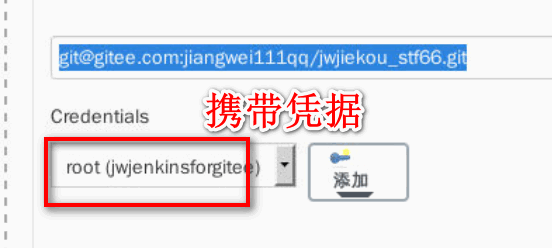 git@gitee.com:jiangwei111qq/jwjiekou_stf66.git
携带凭据
Credentials
root (jwjenkinsforgitee)
添加